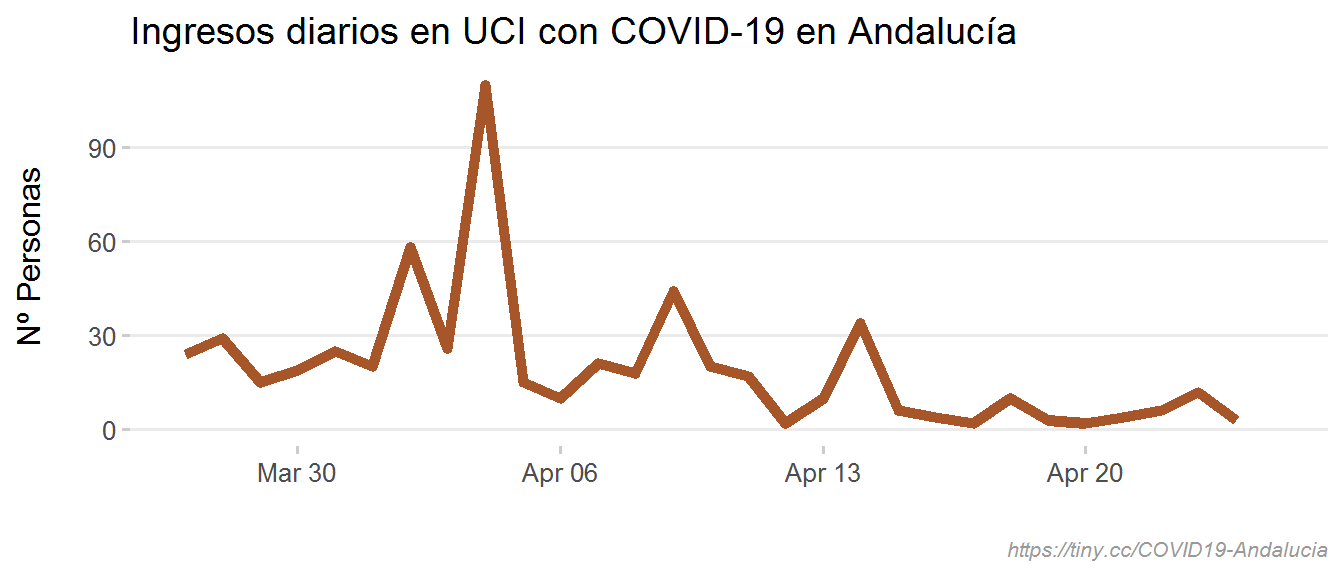 Ingresos diarios en UCI con COVID-19 en Andalucía
Nº Personas
90
60
30
0
Mar 30 Apr 06 Apr 13 Apr 20
https://tiny.cc/COVID19-Andalucia